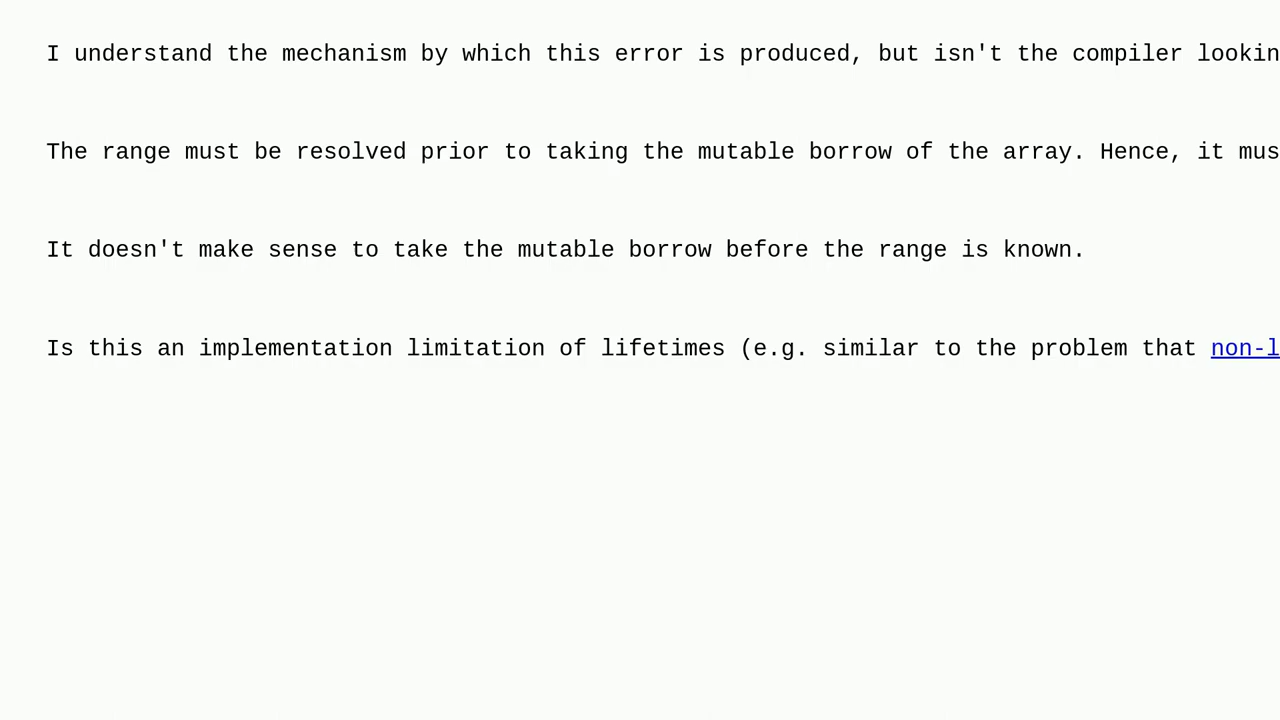 I understand the mechanism by which this error is produced, but isn't the compiler lookin
The range must be resolved prior to taking the mutable borrow of the array. Hence, it mus
It doesn't make sense to take the mutable borrow before the range is known.
Is this an implementation limitation of lifetimes (e.g. similar to the problem that non-l